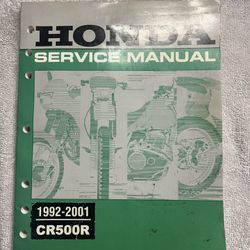 HONDA
SERVICE MANUAL
1992-2001
CR500R